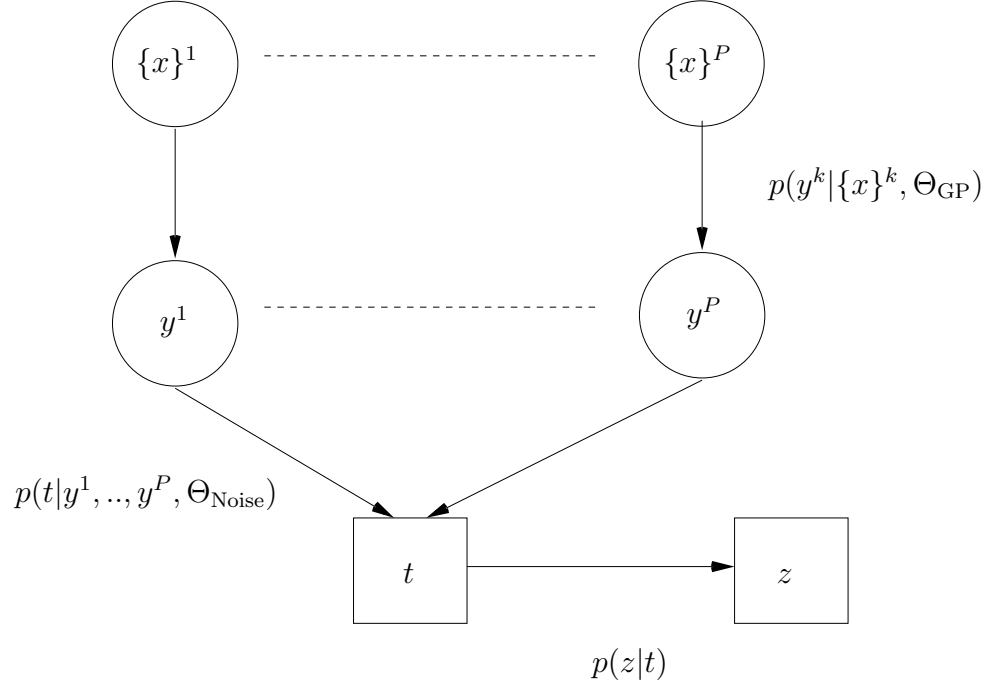 {x}^1 {x}^P
p(y^k|{x}^k, Θ_GP)
y^1 y^P
p(t|y^1, .., y^P, Θ_Noise)
t z
p(z|t)